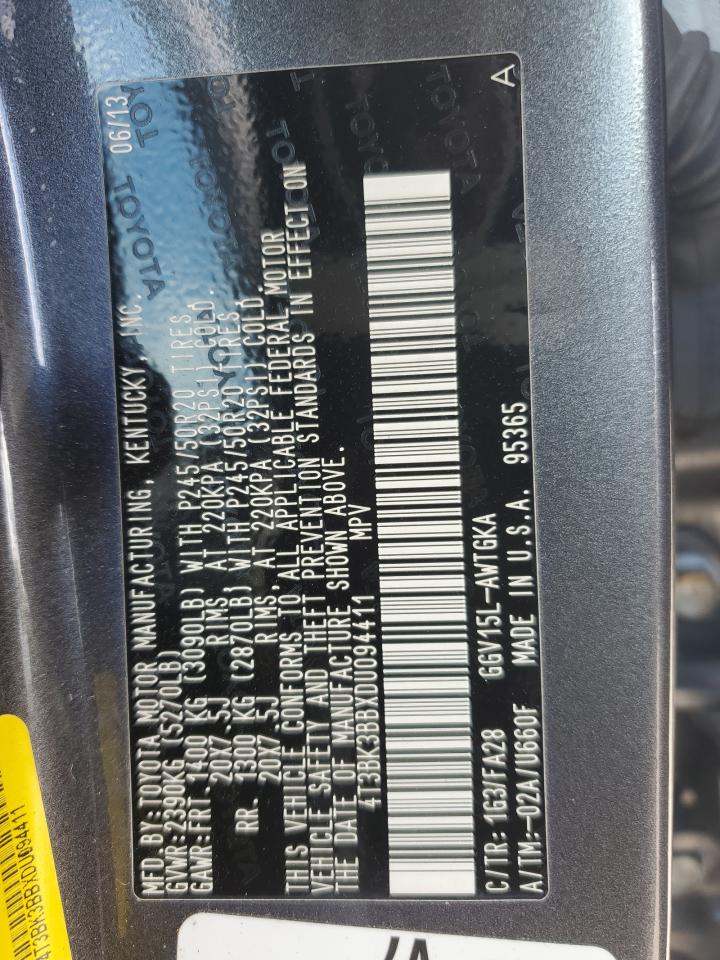 MFD. BY: TOYOTA MOTOR MANUFACTURING, KENTUCKY, INC. 06/13
GVWR: 2390KG (5270LB)
GAWR: FRT. 1400 KG (3090LB) WITH P245/50R20 TIRES,
20X7.5J RIMS, AT 220KPA (32PSI) COLD.
RR. 1300 KG (2870LB) WITH P245/50R20 TIRES,
20X7.5J RIMS, AT 220KPA (32PSI) COLD.
THIS VEHICLE CONFORMS TO ALL APPLICABLE FEDERAL MOTOR
VEHICLE SAFETY AND THEFT PREVENTION STANDARDS IN EFFECT ON
THE DATE OF MANUFACTURE SHOWN ABOVE.
4T3BK3BBXDU094411 MPV
C/TR: 1G3/FA28 GGV15L-AWTGKA
A/TM:-02A/U660F MADE IN U.S.A. 95365
A
4T3BK3BBXDU094411